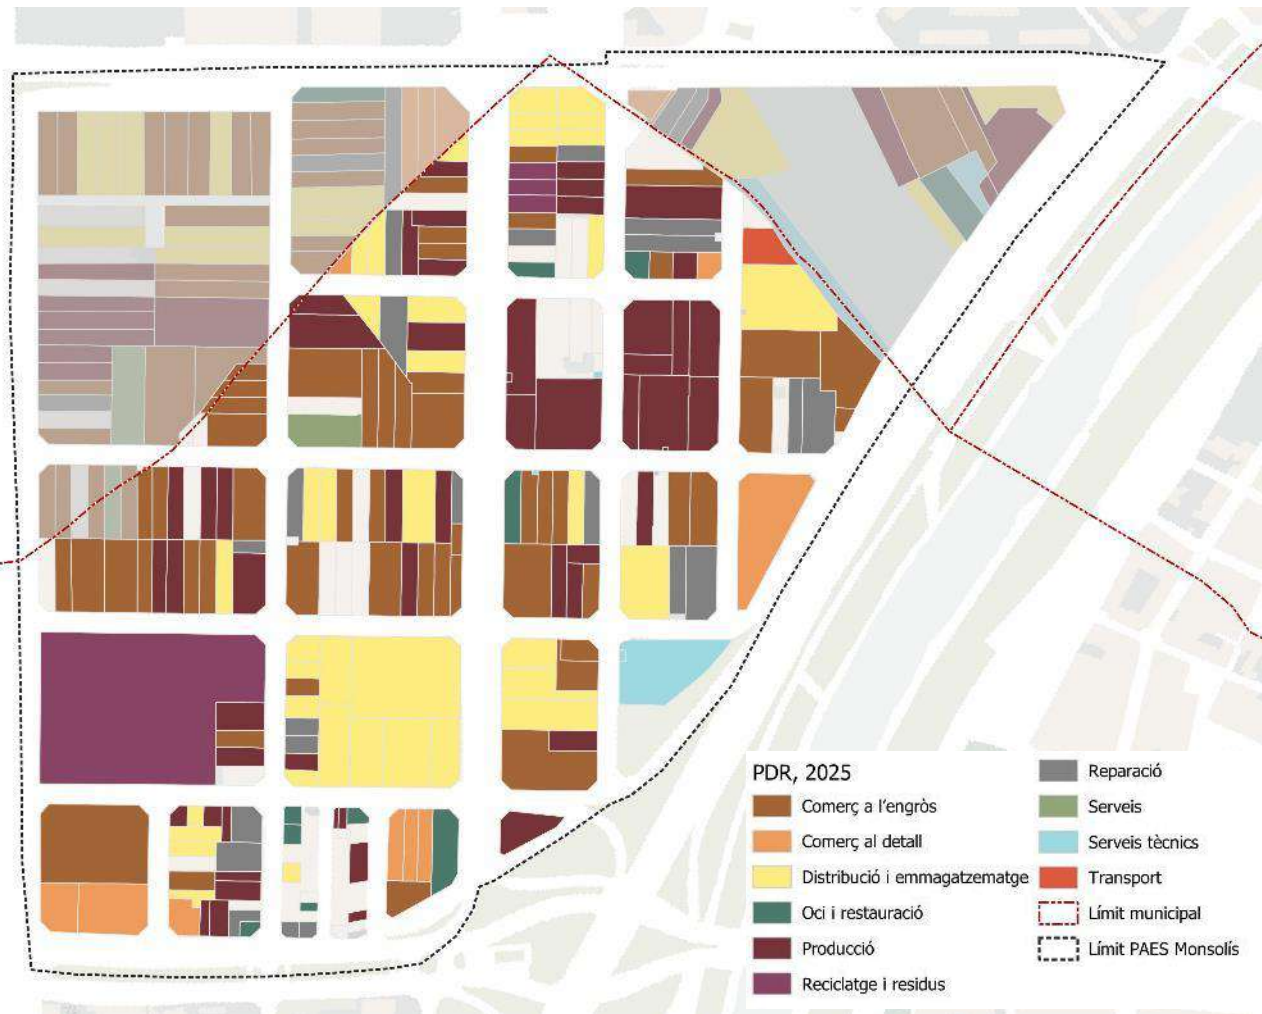 PDR, 2025
Comerç a l'engròs
Comerç al detall
Distribució i emmagatzematge
Oci i restauració
Producció
Reciclatge i residus
Reparació
Serveis
Serveis tècnics
Transport
Límit municipal
Límit PAES Monsolís